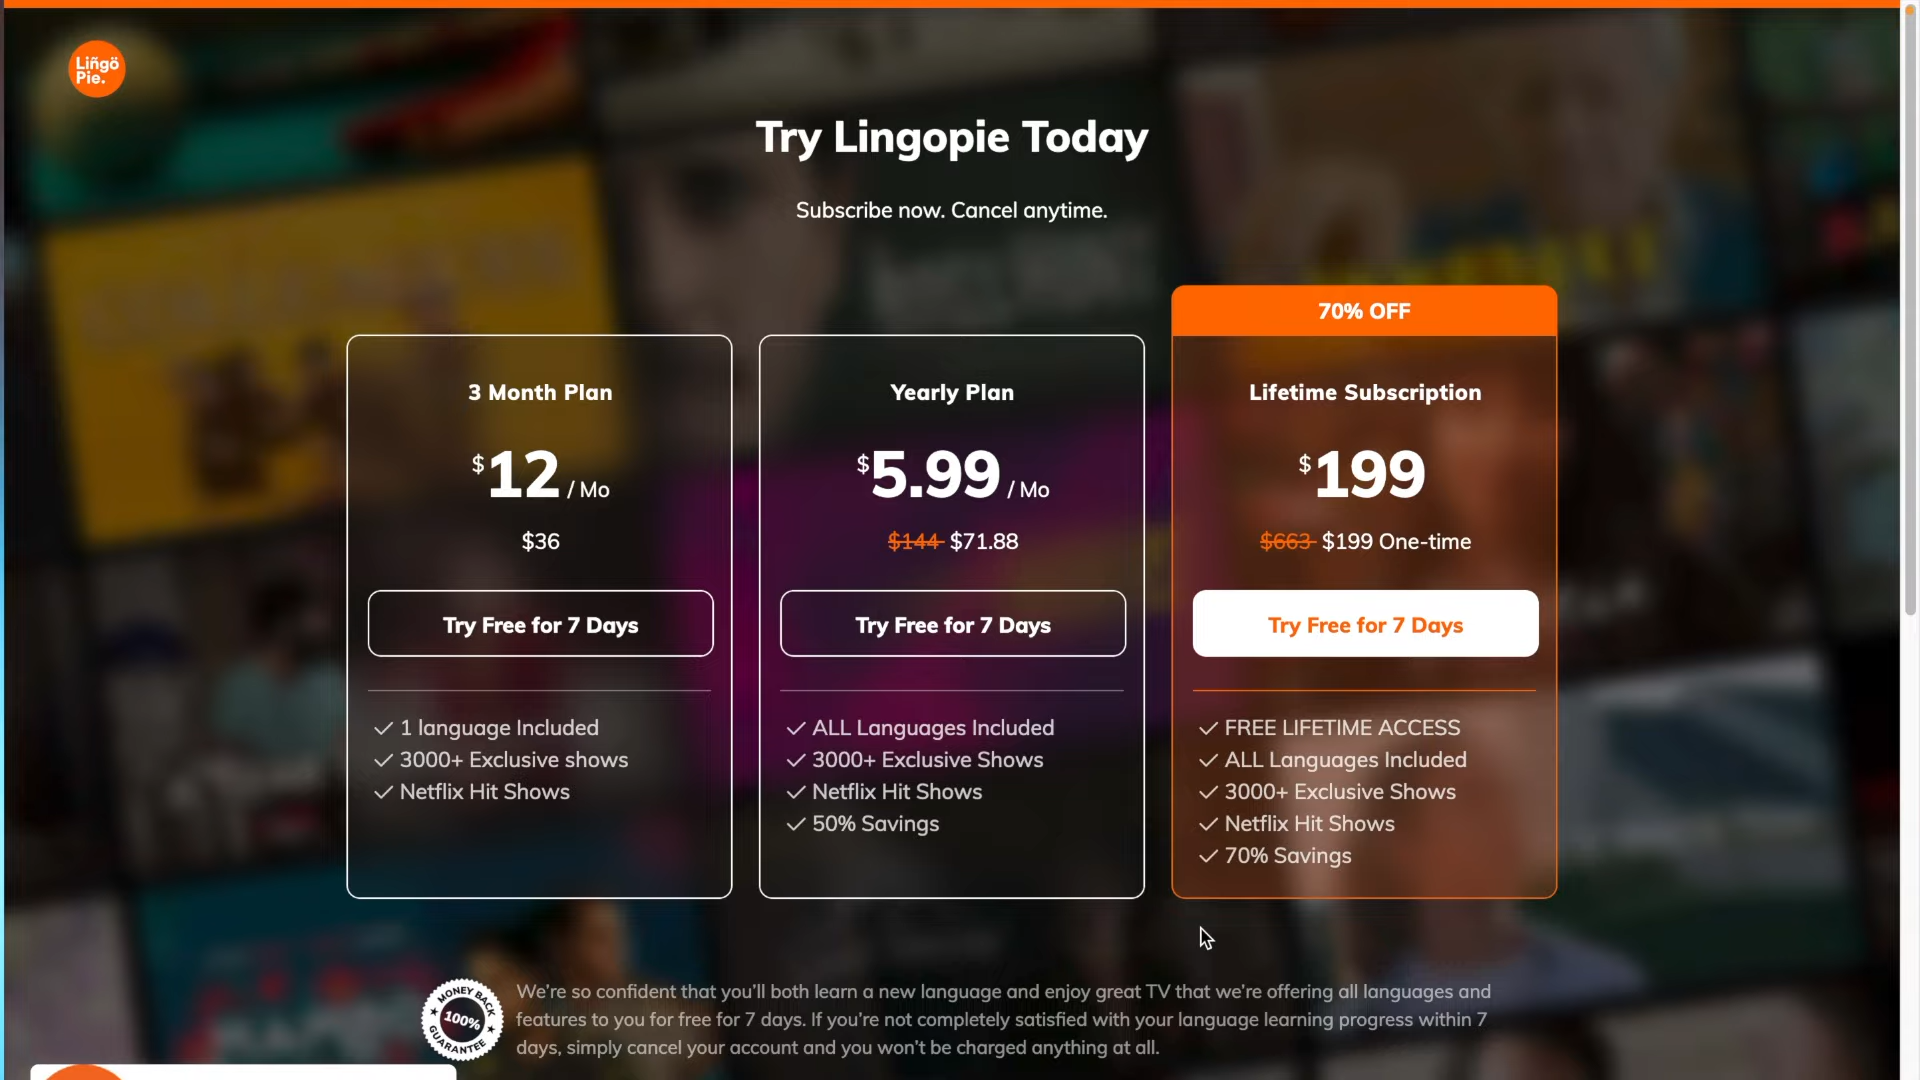 Liñgö
Pie.
Try Lingopie Today
Subscribe now. Cancel anytime.
3 Month Plan
$12 / Mo
$36
Try Free for 7 Days
1 language Included
3000+ Exclusive shows
Netflix Hit Shows
Yearly Plan
$5.99 / Mo
$144 $71.88
Try Free for 7 Days
ALL Languages Included
3000+ Exclusive Shows
Netflix Hit Shows
50% Savings
70% OFF
Lifetime Subscription
$199
$663 $199 One-time
Try Free for 7 Days
FREE LIFETIME ACCESS
ALL Languages Included
3000+ Exclusive Shows
Netflix Hit Shows
70% Savings
MONEY BACK
100%
GUARANTEE
We’re so confident that you’ll both learn a new language and enjoy great TV that we’re offering all languages and
features to you for free for 7 days. If you’re not completely satisfied with your language learning progress within 7
days, simply cancel your account and you won’t be charged anything at all.